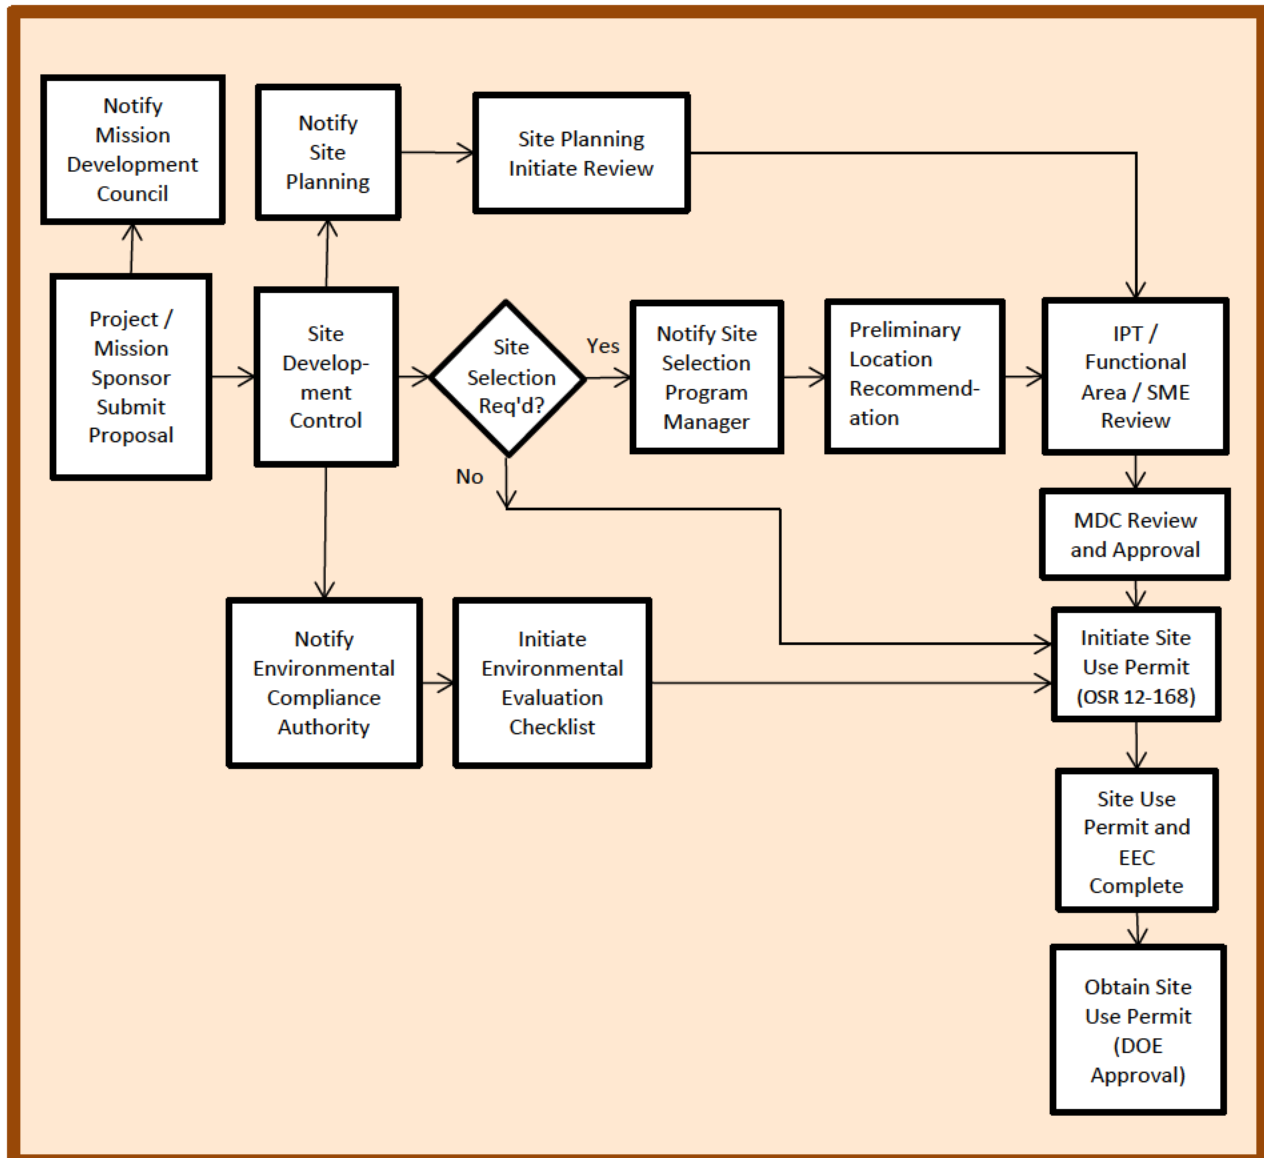 Notify
Mission
Development
Council
Notify
Site
Planning
Site Planning
Initiate Review
Project /
Mission
Sponsor
Submit
Proposal
Site
Develop-
ment
Control
Site
Selection
Req'd?
Yes
No
Notify Site
Selection
Program
Manager
Preliminary
Location
Recommend-
ation
IPT /
Functional
Area / SME
Review
MDC Review
and Approval
Notify
Environmental
Compliance
Authority
Initiate
Environmental
Evaluation
Checklist
Initiate Site
Use Permit
(OSR 12-168)
Site Use
Permit and
EEC
Complete
Obtain Site
Use Permit
(DOE
Approval)